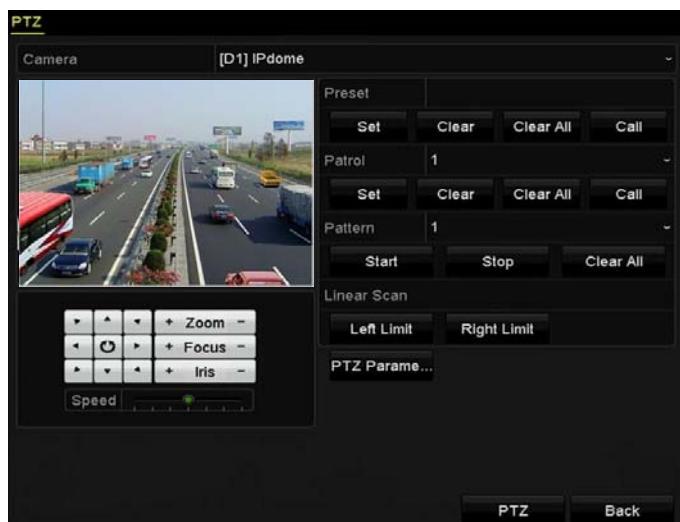 PTZ
Camera [D1] IPdome
Preset
Set Clear Clear All Call
Patrol 1
Set Clear Clear All Call
Pattern 1
Start Stop Clear All
Linear Scan
Left Limit Right Limit
PTZ Parame...
+ Zoom -
+ Focus -
+ Iris -
Speed
PTZ Back